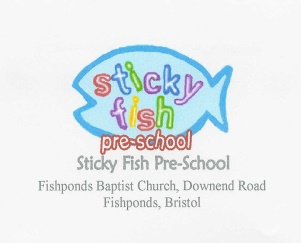 sticky
fish
pre-school
Sticky Fish Pre-School
Fishponds Baptist Church, Downend Road
Fishponds, Bristol